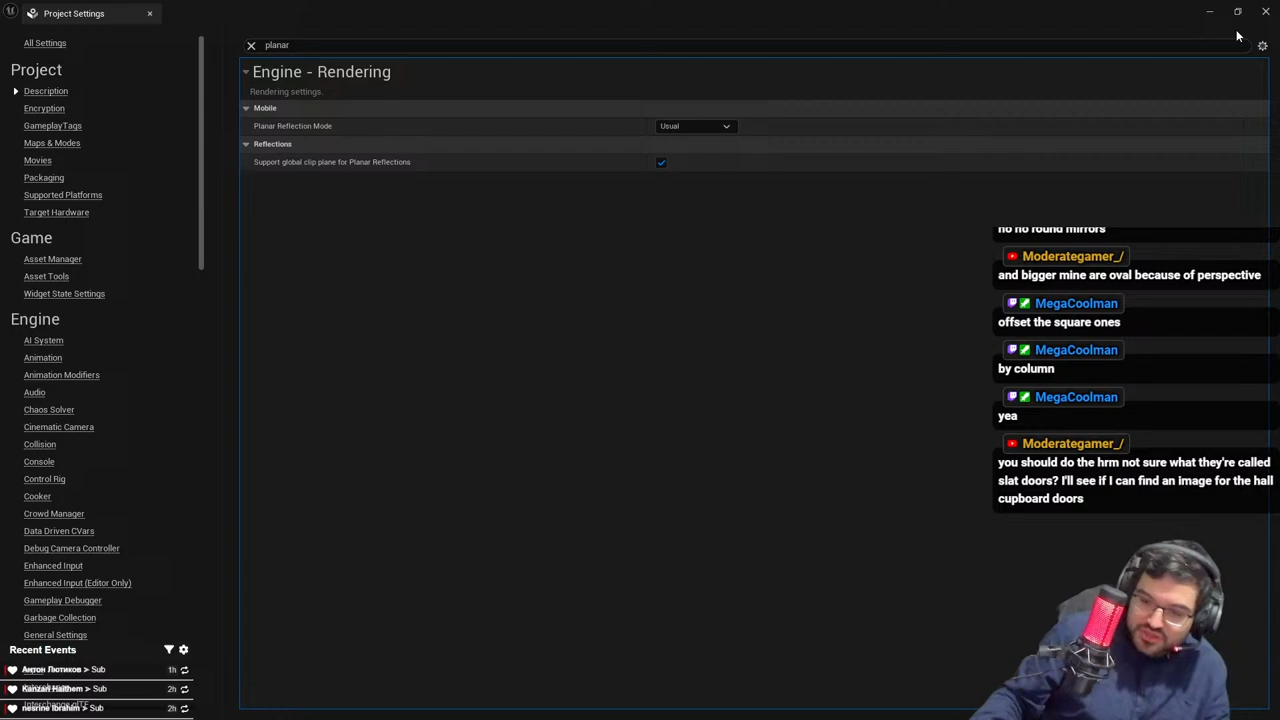 Project Settings
All Settings
Project
Description
Encryption
GameplayTags
Maps & Modes
Movies
Packaging
Supported Platforms
Target Hardware
Game
Asset Manager
Asset Tools
Widget State Settings
Engine
AI System
Animation
Animation Modifiers
Audio
Chaos Solver
Cinematic Camera
Collision
Console
Control Rig
Cooker
Crowd Manager
Data Driven CVars
Debug Camera Controller
Enhanced Input
Enhanced Input (Editor Only)
Gameplay Debugger
Garbage Collection
General Settings
Recent Events
Антон Лютиков > Sub 1h
Kanzari Haithem > Sub 2h
Interchange glTF
nesrine Ibrahim > Sub 2h
planar
Engine - Rendering
Rendering settings.
Mobile
Planar Reflection Mode Usual
Reflections
Support global clip plane for Planar Reflections
no no round mirrors
Moderategamer_/
and bigger mine are oval because of perspective
MegaCoolman
offset the square ones
MegaCoolman
by column
MegaCoolman
yea
Moderategamer_/
you should do the hrm not sure what they're called
slat doors? I'll see if I can find an image for the hall
cupboard doors